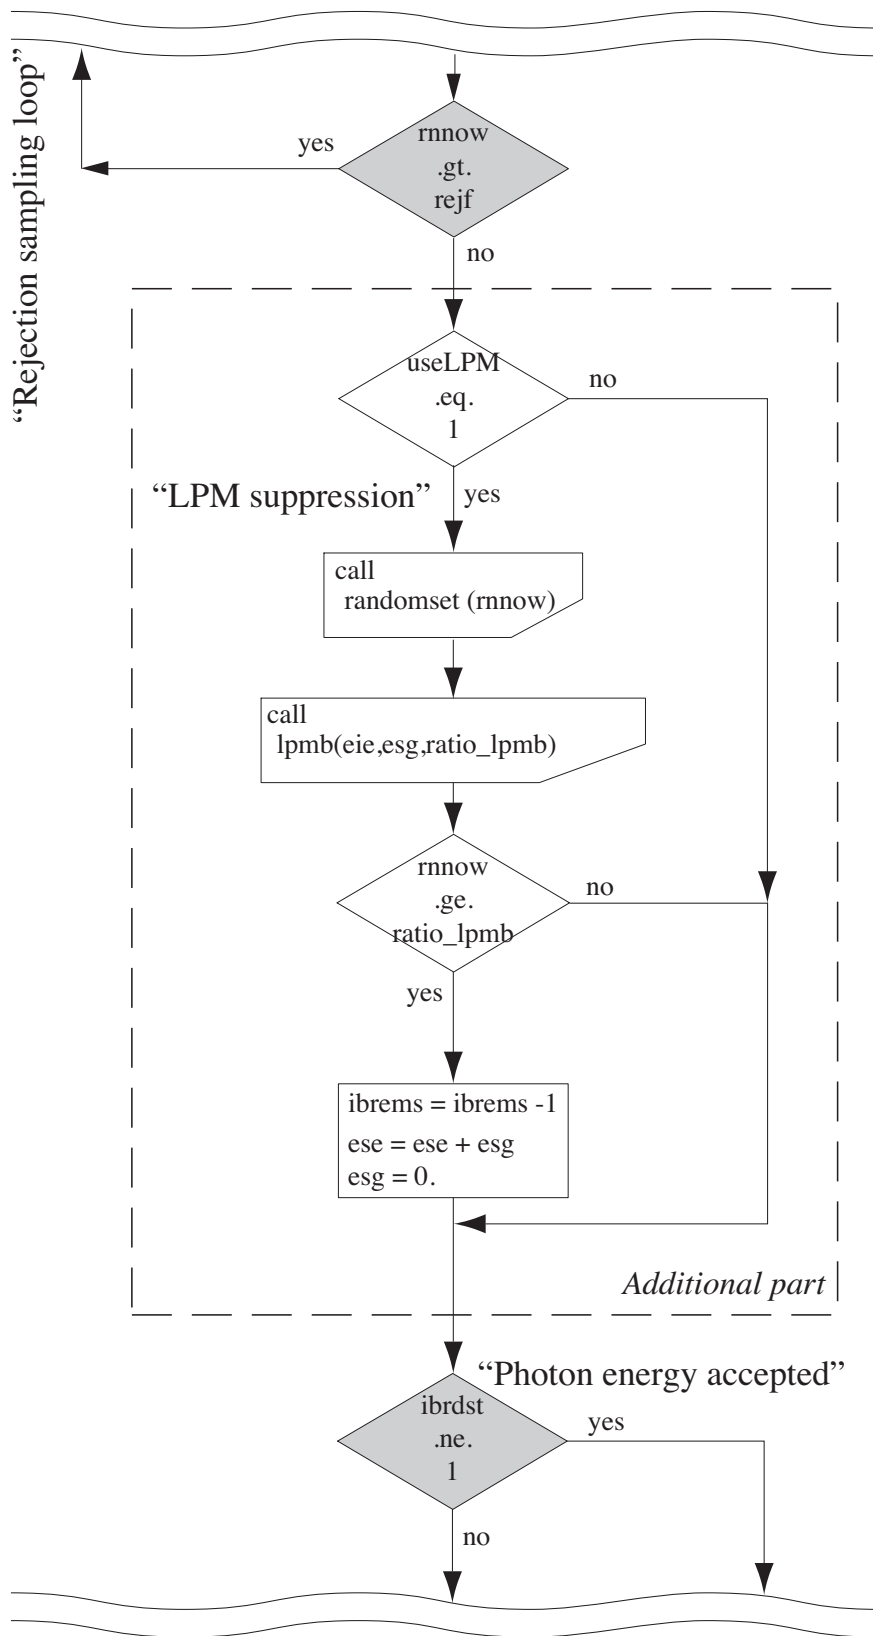 “Rejection sampling loop”
yes
rnnow
.gt.
rejf
no
useLPM
.eq.
1
no
“LPM suppression”
yes
call
randomset (rnnow)
call
lpmb(eie,esg,ratio_lpmb)
rnnow
.ge.
ratio_lpmb
no
yes
ibrems = ibrems -1
ese = ese + esg
esg = 0.
Additional part
“Photon energy accepted”
ibrdst
.ne.
1
yes
no